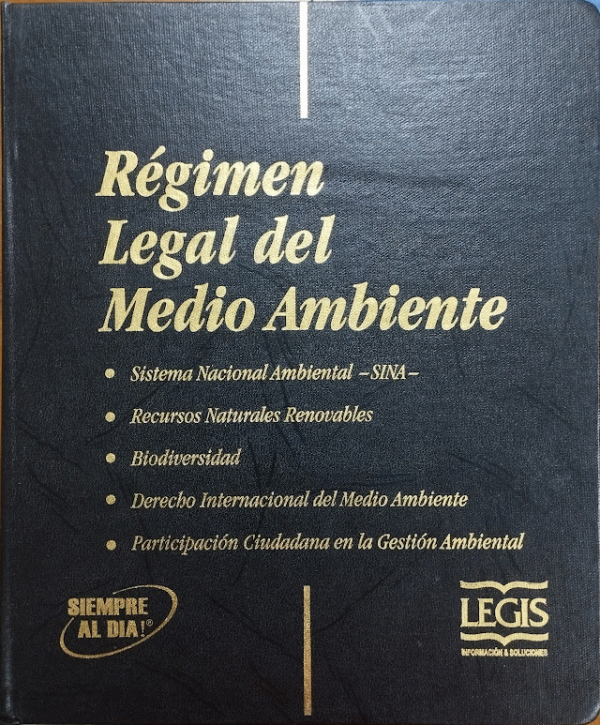 Régimen
Legal del
Medio Ambiente
• Sistema Nacional Ambiental –SINA–
• Recursos Naturales Renovables
• Biodiversidad
• Derecho Internacional del Medio Ambiente
• Participación Ciudadana en la Gestión Ambiental
SIEMPRE
AL DIA!®
LEGIS
INFORMACIÓN & SOLUCIONES